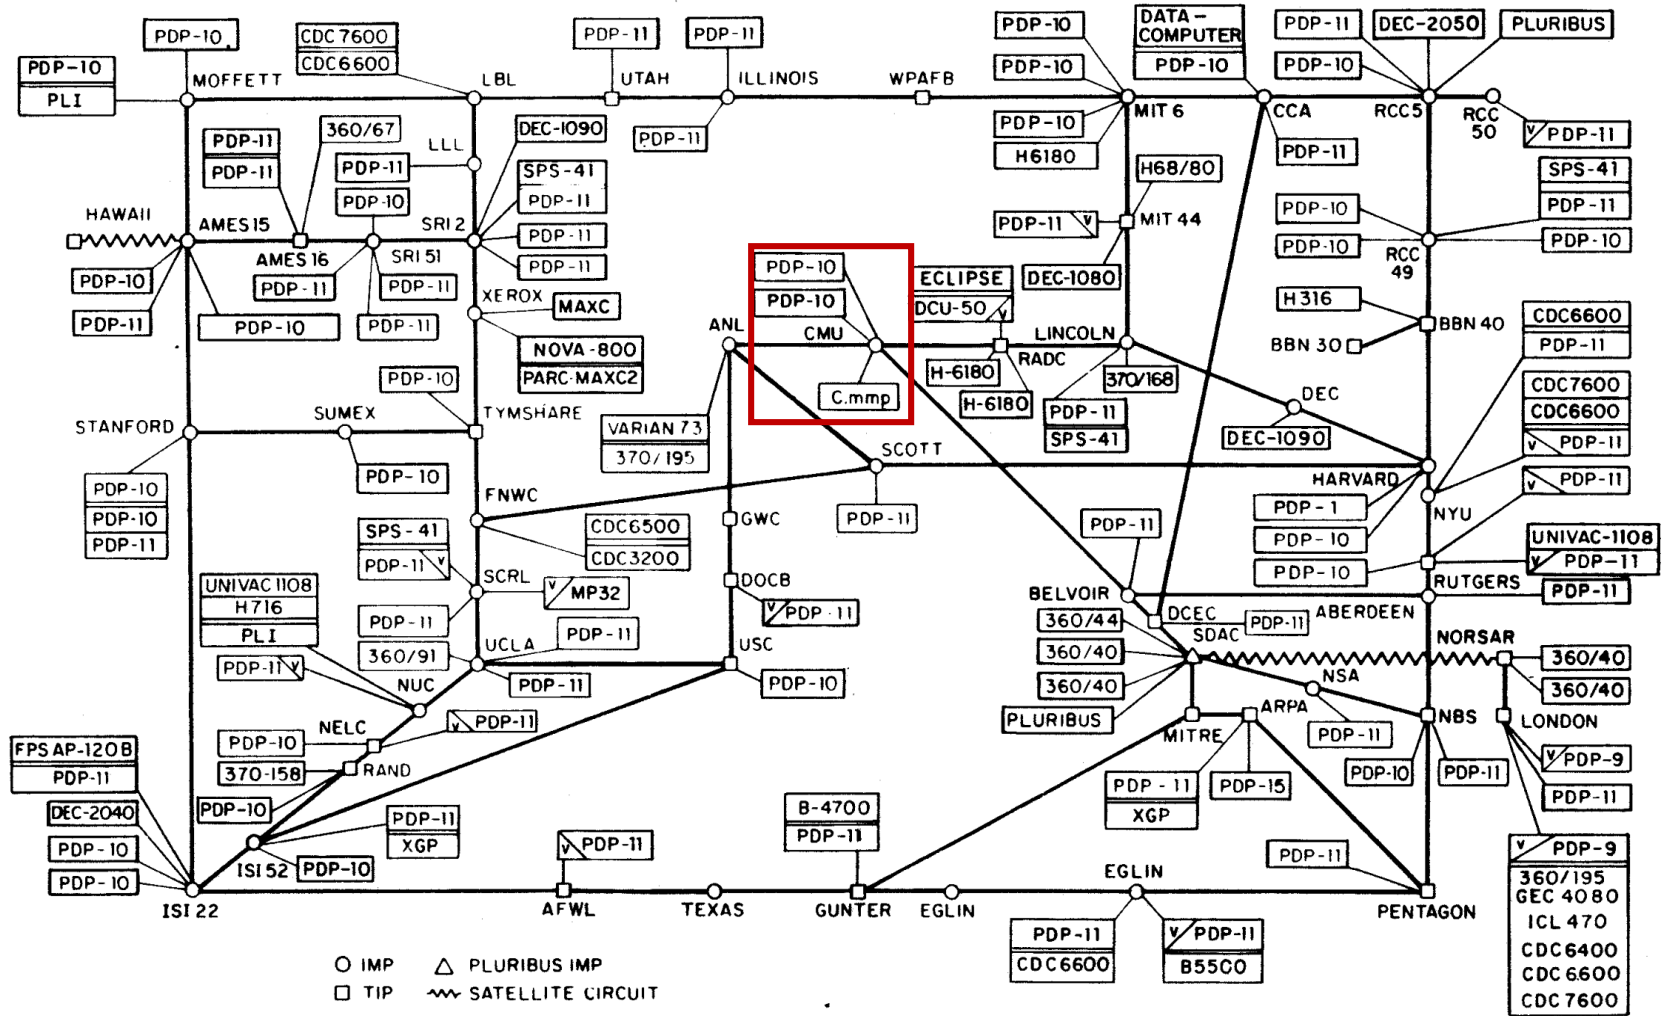 PDP-10
CDC7600
CDC6600
PDP-11
PDP-11
PDP-10
DATA-
COMPUTER
PDP-10
PDP-11
DEC-2050
PLURIBUS
PDP-10
PLI
MOFFETT
LBL
UTAH
ILLINOIS
WPAFB
PDP-10
PDP-10
MIT 6
CCA
PDP-10
RCC5
RCC
50
PDP-11
H6180
PDP-11
V PDP-11
PDP-11
PDP-11
360/67
LLL
PDP-11
DEC-1090
SPS-41
PDP-11
PDP-11
PDP-11
H68/80
PDP-11 V
MIT 44
DEC-1080
PDP-10
PDP-10
SPS-41
PDP-11
PDP-10
RCC
49
HAWAII
AMES15
AMES 16
PDP-10
SRI 2
SRI 51
PDP-10
PDP-11
PDP-10
PDP-11
PDP-11
PDP-11
XEROX
MAXC
NOVA-800
PARC-MAXC2
PDP-10
PDP-10
CMU
C.mmp
ANL
ECLIPSE
DCU-50 V
RADC
H-6180
H-6180
LINCOLN
370/168
PDP-11
SPS-41
H316
BBN 40
BBN 30
DEC
DEC-1090
CDC6600
PDP-11
CDC7600
CDC6600
V PDP-11
V PDP-11
PDP-10
STANFORD
SUMEX
TYMSHARE
PDP-10
PDP-10
PDP-10
PDP-11
VARIAN 73
370/195
SCOTT
PDP-11
HARVARD
PDP-1
PDP-10
NYU
PDP-10
RUTGERS
UNIVAC-1108
V PDP-11
FNWC
CDC6500
CDC3200
SPS-41
PDP-11 V
SCRL
V MP32
PDP-11
GWC
DOCB
V PDP-11
USC
PDP-10
PDP-11
BELVOIR
ABERDEEN
PDP-11
DCEC
PDP-11
SDAC
360/44
360/40
360/40
PLURIBUS
UNIVAC 1108
H716
PLI
PDP-11 V
NUC
UCLA
360/91
PDP-11
PDP-11
NORSAR
360/40
360/40
NSA
PDP-11
NBS
PDP-10
PDP-11
LONDON
V PDP-9
PDP-11
NELC
PDP-10
V PDP-11
RAND
370-158
PDP-10
MITRE
ARPA
PDP-11
XGP
PDP-15
FPS AP-120B
PDP-11
DEC-2040
PDP-10
PDP-10
ISI 22
ISI 52
PDP-11
XGP
PDP-10
V PDP-11
AFWL
TEXAS
B-4700
PDP-11
GUNTER
EGLIN
EGLIN
PDP-11
CDC6600
V PDP-11
B5500
PDP-11
PENTAGON
V PDP-9
360/195
GEC 4080
ICL 470
CDC6400
CDC6600
CDC7600
IMP
PLURIBUS IMP
TIP
SATELLITE CIRCUIT